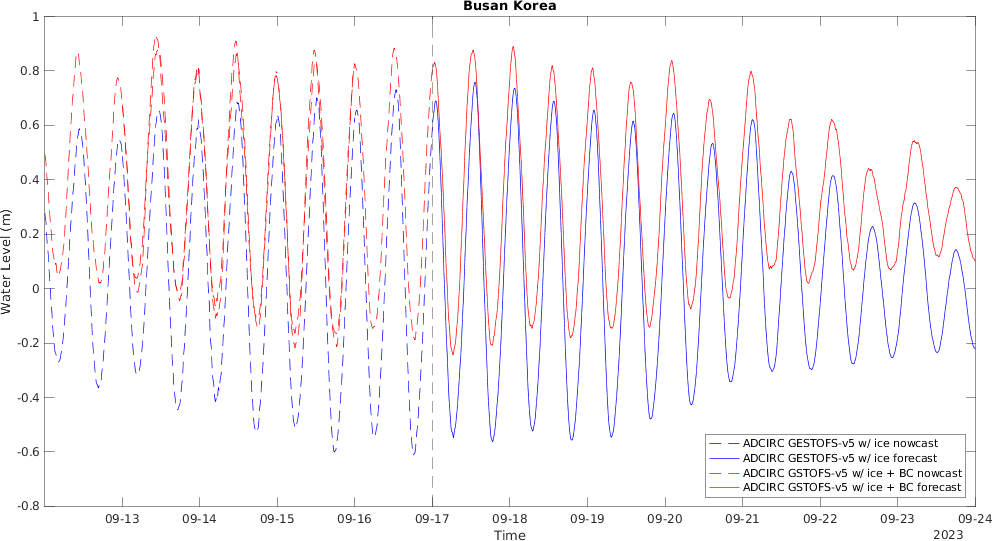 Busan Korea
1
0.8
0.6
0.4
0.2
0
-0.2
-0.4
-0.6
-0.8
Water Level (m)
ADCIRC GESTOFS-v5 w/ ice nowcast
ADCIRC GESTOFS-v5 w/ ice forecast
ADCIRC GSTOFS-v5 w/ ice + BC nowcast
ADCIRC GSTOFS-v5 w/ ice + BC forecast
09-13 09-14 09-15 09-16 09-17 09-18 09-19 09-20 09-21 09-22 09-23 09-24
Time
2023